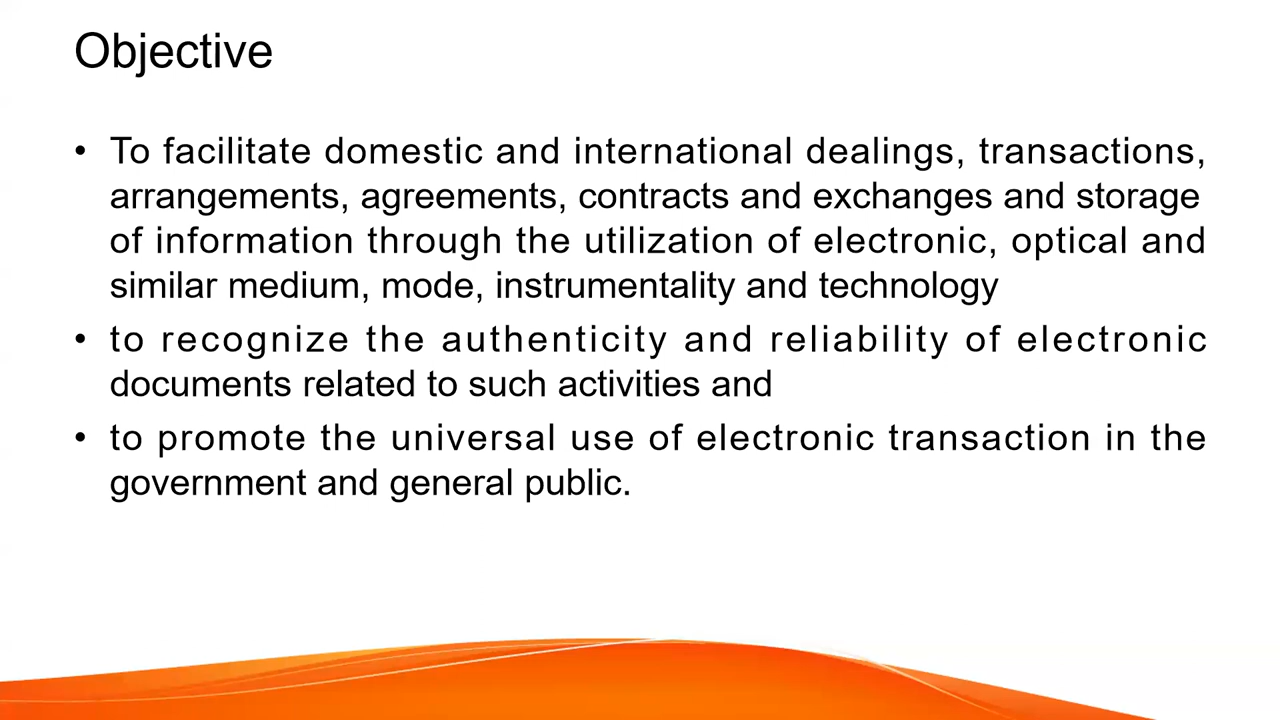 Objective
• To facilitate domestic and international dealings, transactions,
arrangements, agreements, contracts and exchanges and storage
of information through the utilization of electronic, optical and
similar medium, mode, instrumentality and technology
• to recognize the authenticity and reliability of electronic
documents related to such activities and
• to promote the universal use of electronic transaction in the
government and general public.